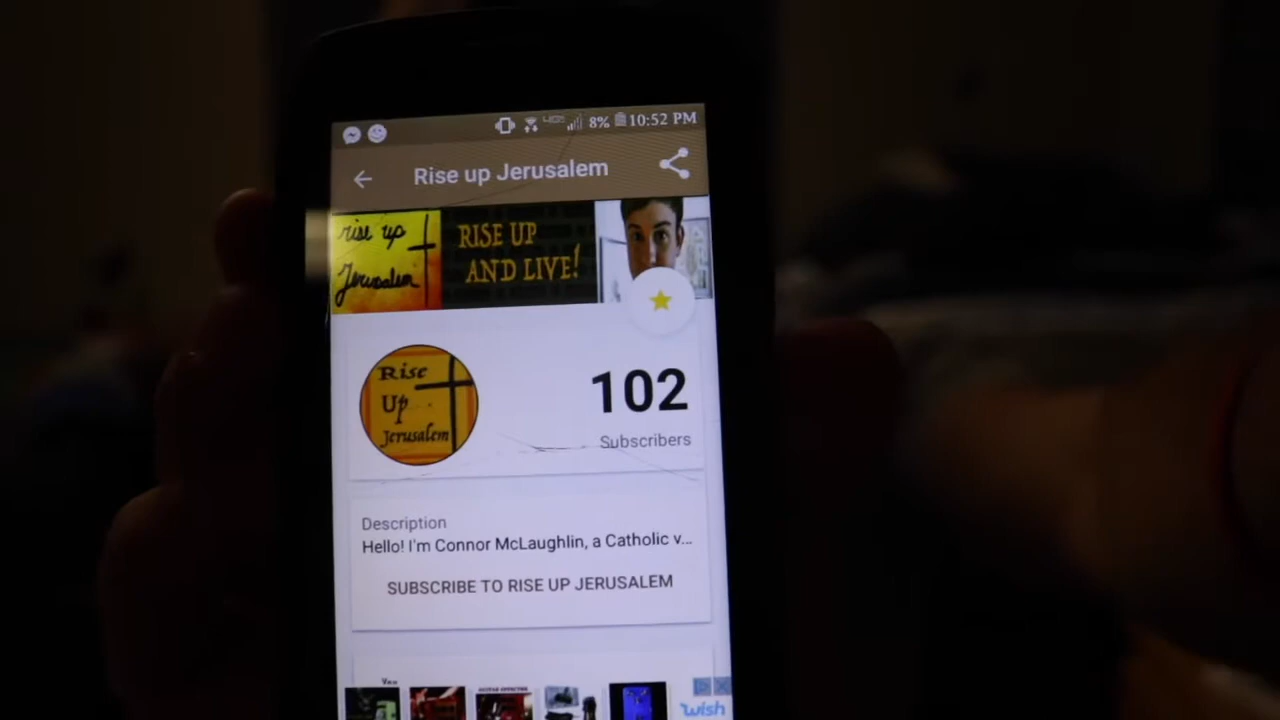 8% 10:52 PM
Rise up Jerusalem
rise up
Jerusalem
RISE UP
AND LIVE!
Rise
Up
Jerusalem
102
Subscribers
Description
Hello! I'm Connor McLaughlin, a Catholic v...
SUBSCRIBE TO RISE UP JERUSALEM
wish